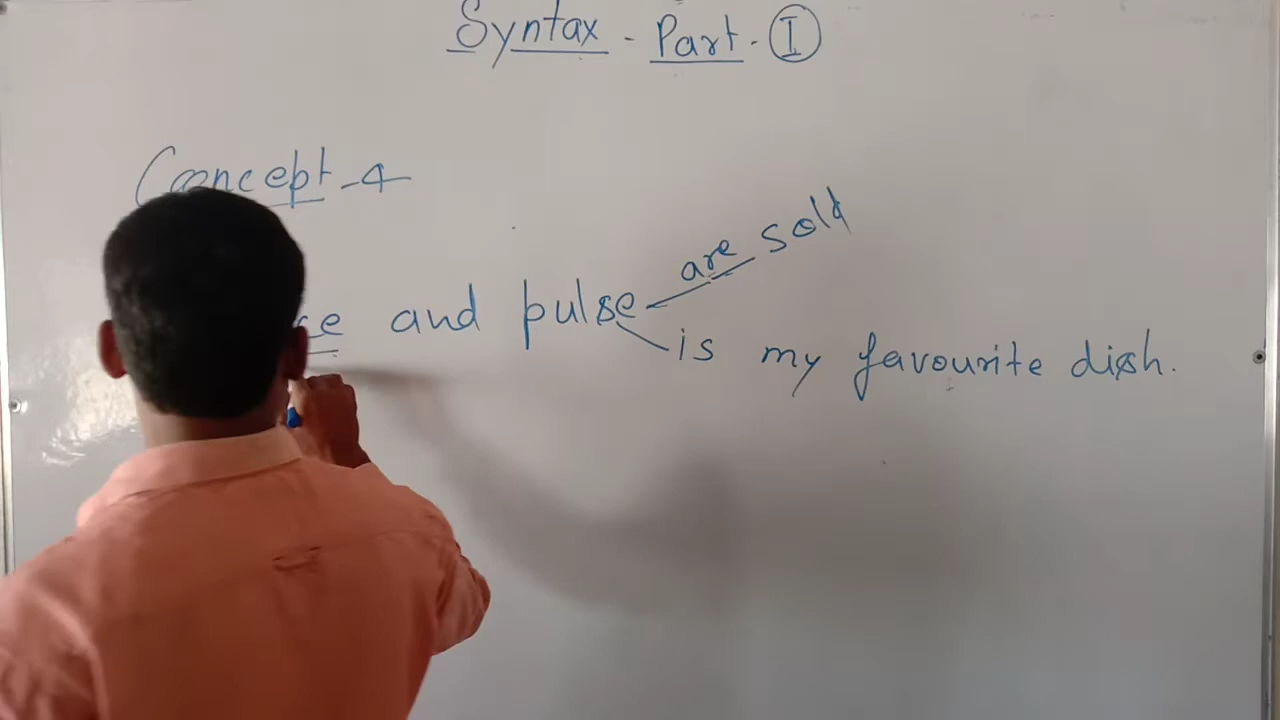 Syntax - Part - I
Concept - 4
and pulse
are sold
is my favourite dish.